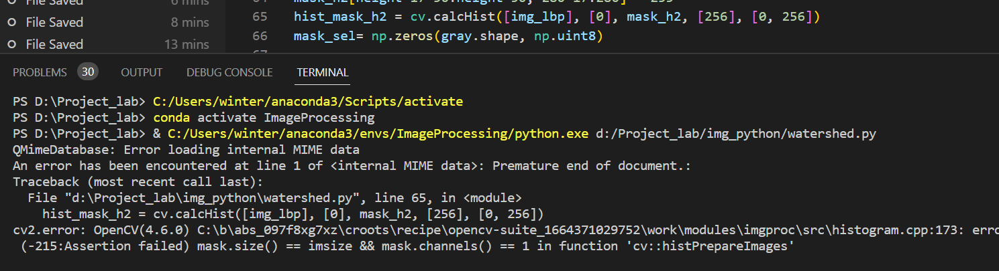 File Saved 6 mins
File Saved 8 mins
65 hist_mask_h2 = cv.calcHist([img_lbp], [0], mask_h2, [256], [0, 256])
66 mask_sel= np.zeros(gray.shape, np.uint8)
File Saved 13 mins
PROBLEMS 30 OUTPUT DEBUG CONSOLE TERMINAL
PS D:\Project_lab> C:/Users/winter/anaconda3/Scripts/activate
PS D:\Project_lab> conda activate ImageProcessing
PS D:\Project_lab> & C:/Users/winter/anaconda3/envs/ImageProcessing/python.exe d:/Project_lab/img_python/watershed.py
QMimeDatabase: Error loading internal MIME data
An error has been encountered at line 1 of <internal MIME data>: Premature end of document.:
Traceback (most recent call last):
File "d:\Project_lab\img_python\watershed.py", line 65, in <module>
hist_mask_h2 = cv.calcHist([img_lbp], [0], mask_h2, [256], [0, 256])
cv2.error: OpenCV(4.6.0) C:\b\abs_097f8xg7xz\croots\recipe\opencv-suite_1664371029752\work\modules\imgproc\src\histogram.cpp:173: erro
(-215:Assertion failed) mask.size() == imsize && mask.channels() == 1 in function 'cv::histPrepareImages'